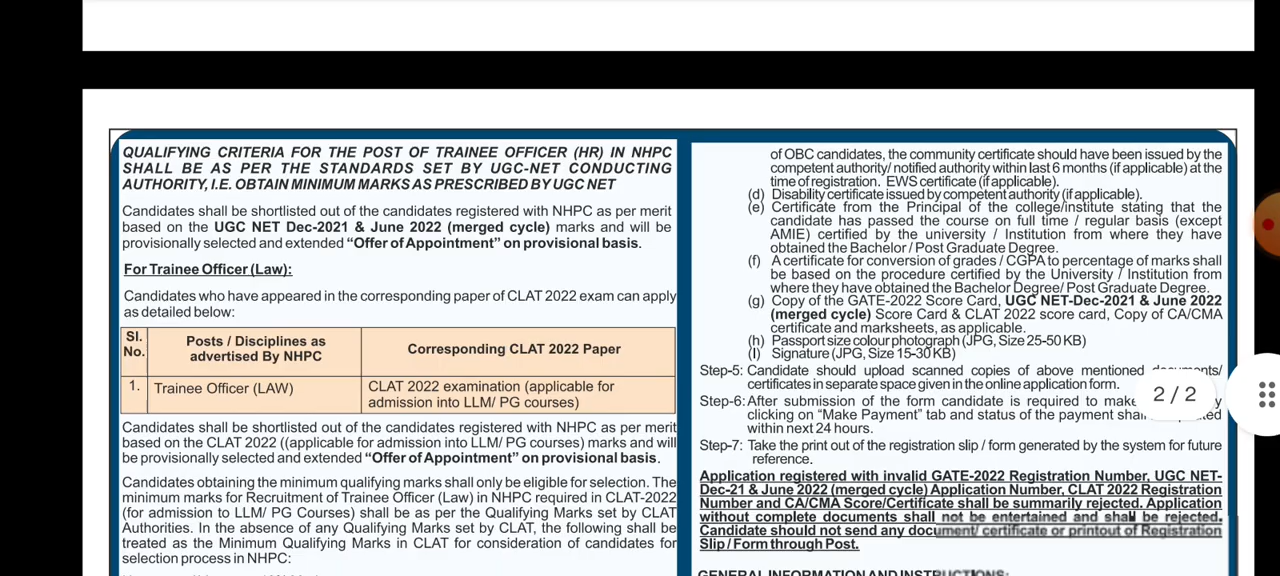 QUALIFYING CRITERIA FOR THE POST OF TRAINEE OFFICER (HR) IN NHPC
SHALL BE AS PER THE STANDARDS SET BY UGC-NET CONDUCTING
AUTHORITY, I.E. OBTAIN MINIMUM MARKS AS PRESCRIBED BY UGC NET
Candidates shall be shortlisted out of the candidates registered with NHPC as per merit
based on the UGC NET Dec-2021 & June 2022 (merged cycle) marks and will be
provisionally selected and extended “Offer of Appointment” on provisional basis.
For Trainee Officer (Law):
Candidates who have appeared in the corresponding paper of CLAT 2022 exam can apply
as detailed below:
Sl. No.
Posts / Disciplines as
advertised By NHPC
Corresponding CLAT 2022 Paper
1.
Trainee Officer (LAW)
CLAT 2022 examination (applicable for
admission into LLM/ PG courses)
Candidates shall be shortlisted out of the candidates registered with NHPC as per merit
based on the CLAT 2022 ((applicable for admission into LLM/ PG courses) marks and will
be provisionally selected and extended “Offer of Appointment” on provisional basis.
Candidates obtaining the minimum qualifying marks shall only be eligible for selection. The
minimum marks for Recruitment of Trainee Officer (Law) in NHPC required in CLAT-2022
(for admission to LLM/ PG Courses) shall be as per the Qualifying Marks set by CLAT
Authorities. In the absence of any Qualifying Marks set by CLAT, the following shall be
treated as the Minimum Qualifying Marks in CLAT for consideration of candidates for
selection process in NHPC:
of OBC candidates, the community certificate should have been issued by the
competent authority/ notified authority within last 6 months (if applicable) at the
time of registration. EWS certificate (if applicable).
(d) Disability certificate issued by competent authority (if applicable).
(e) Certificate from the Principal of the college/institute stating that the
candidate has passed the course on full time / regular basis (except
AMIE) certified by the university / Institution from where they have
obtained the Bachelor / Post Graduate Degree.
(f) A certificate for conversion of grades / CGPA to percentage of marks shall
be based on the procedure certified by the University / Institution from
where they have obtained the Bachelor Degree/ Post Graduate Degree.
(g) Copy of the GATE-2022 Score Card, UGC NET-Dec-2021 & June 2022
(merged cycle) Score Card & CLAT 2022 score card, Copy of CA/CMA
certificate and marksheets, as applicable.
(h) Passport size colour photograph (JPG, Size 25-50 KB)
(I) Signature (JPG, Size 15-30 KB)
Step-5: Candidate should upload scanned copies of above mentioned documents/
certificates in separate space given in the online application form.
Step-6: After submission of the form candidate is required to make
clicking on “Make Payment” tab and status of the payment
within next 24 hours.
Step-7: Take the print out of the registration slip / form generated by the system for future
reference.
Application registered with invalid GATE-2022 Registration Number, UGC NET-
Dec-21 & June 2022 (merged cycle) Application Number, CLAT 2022 Registration
Number and CA/CMA Score/Certificate shall be summarily rejected. Application
without complete documents shall not be entertained and shall be rejected.
Candidate should not send any document/ certificate or printout of Registration
Slip / Form through Post.
GENERAL INFORMATION AND INSTRUCTIONS:
2 / 2